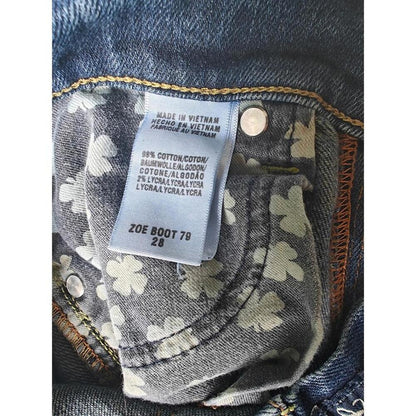 MADE IN VIETNAM
HECHO EN VIETNAM
FABRIQUÉ AU VIETNAM
98% COTTON/COTON/
BAUMWOLLE/ALGODON/
COTONE/ALGODÃO
2% LYCRA/LYCRA/LYCRA/
LYCRA/LYCRA/LYCRA
ZOE BOOT 79
28